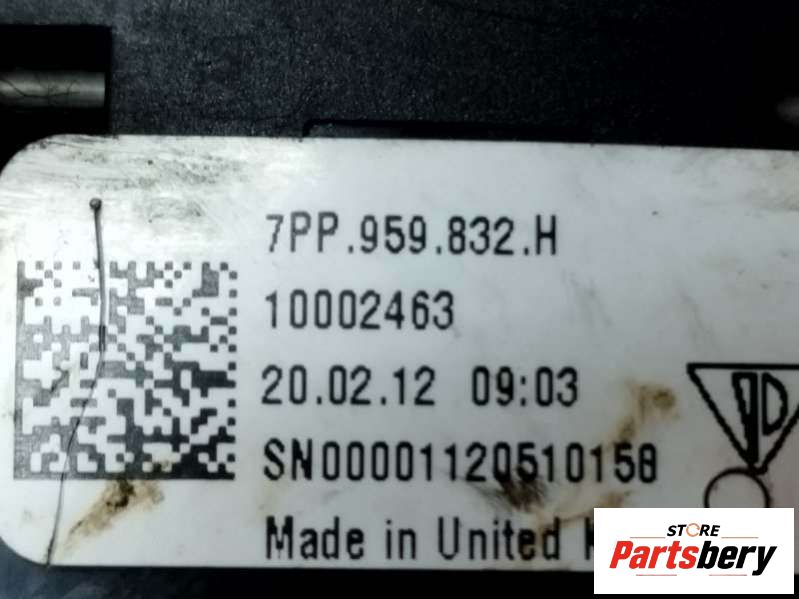 7PP.959.832.H
10002463
20.02.12 09:03
SN00001120510158
Made in United
STORE
Partsbery